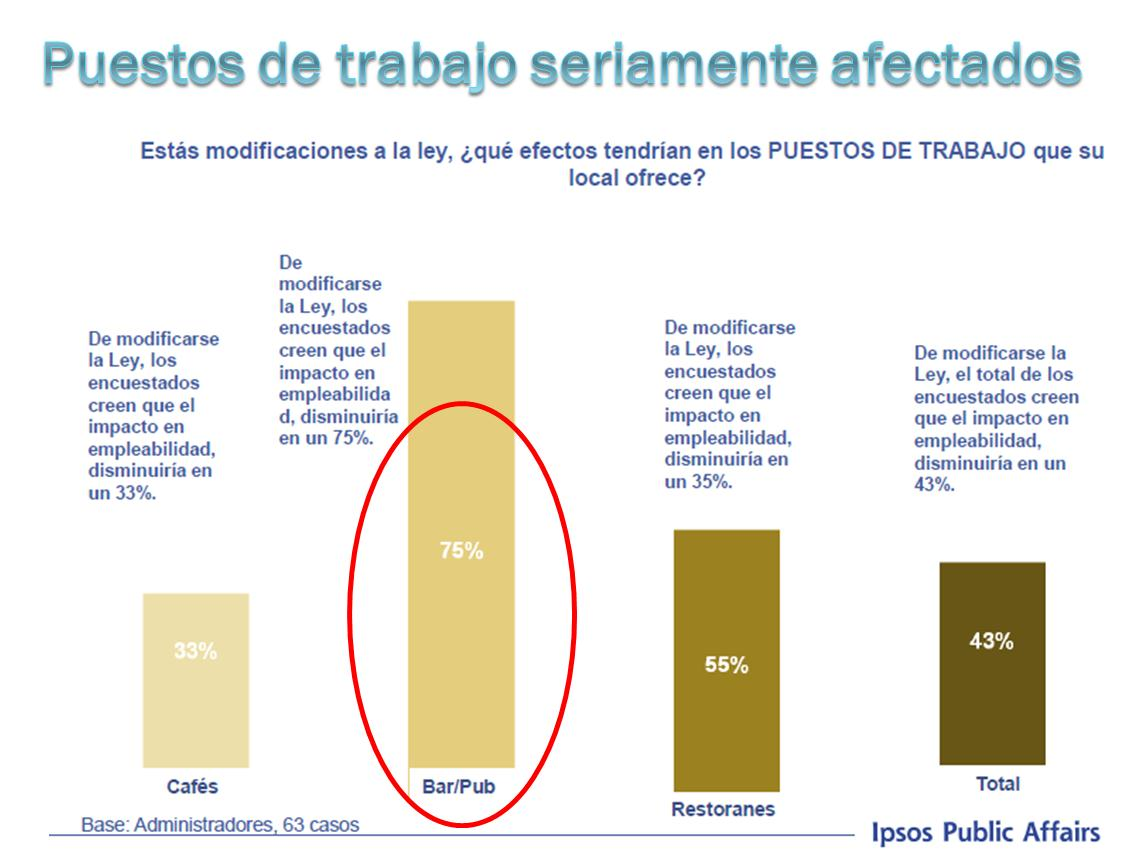 Puestos de trabajo seriamente afectados
Estás modificaciones a la ley, ¿qué efectos tendrían en los PUESTOS DE TRABAJO que su
local ofrece?
De modificarse
la Ley, los
encuestados
creen que el
impacto en
empleabilidad,
disminuiría en
un 33%.
33%
Cafés
De
modificarse
la Ley, los
encuestados
creen que el
impacto en
empleabilida
d, disminuiría
en un 75%.
75%
Bar/Pub
De modificarse
la Ley, los
encuestados
creen que el
impacto en
empleabilidad,
disminuiría en
un 35%.
55%
Restoranes
De modificarse la
Ley, el total de los
encuestados creen
que el impacto en
empleabilidad,
disminuiría en un
43%.
43%
Total
Base: Administradores, 63 casos
Ipsos Public Affairs